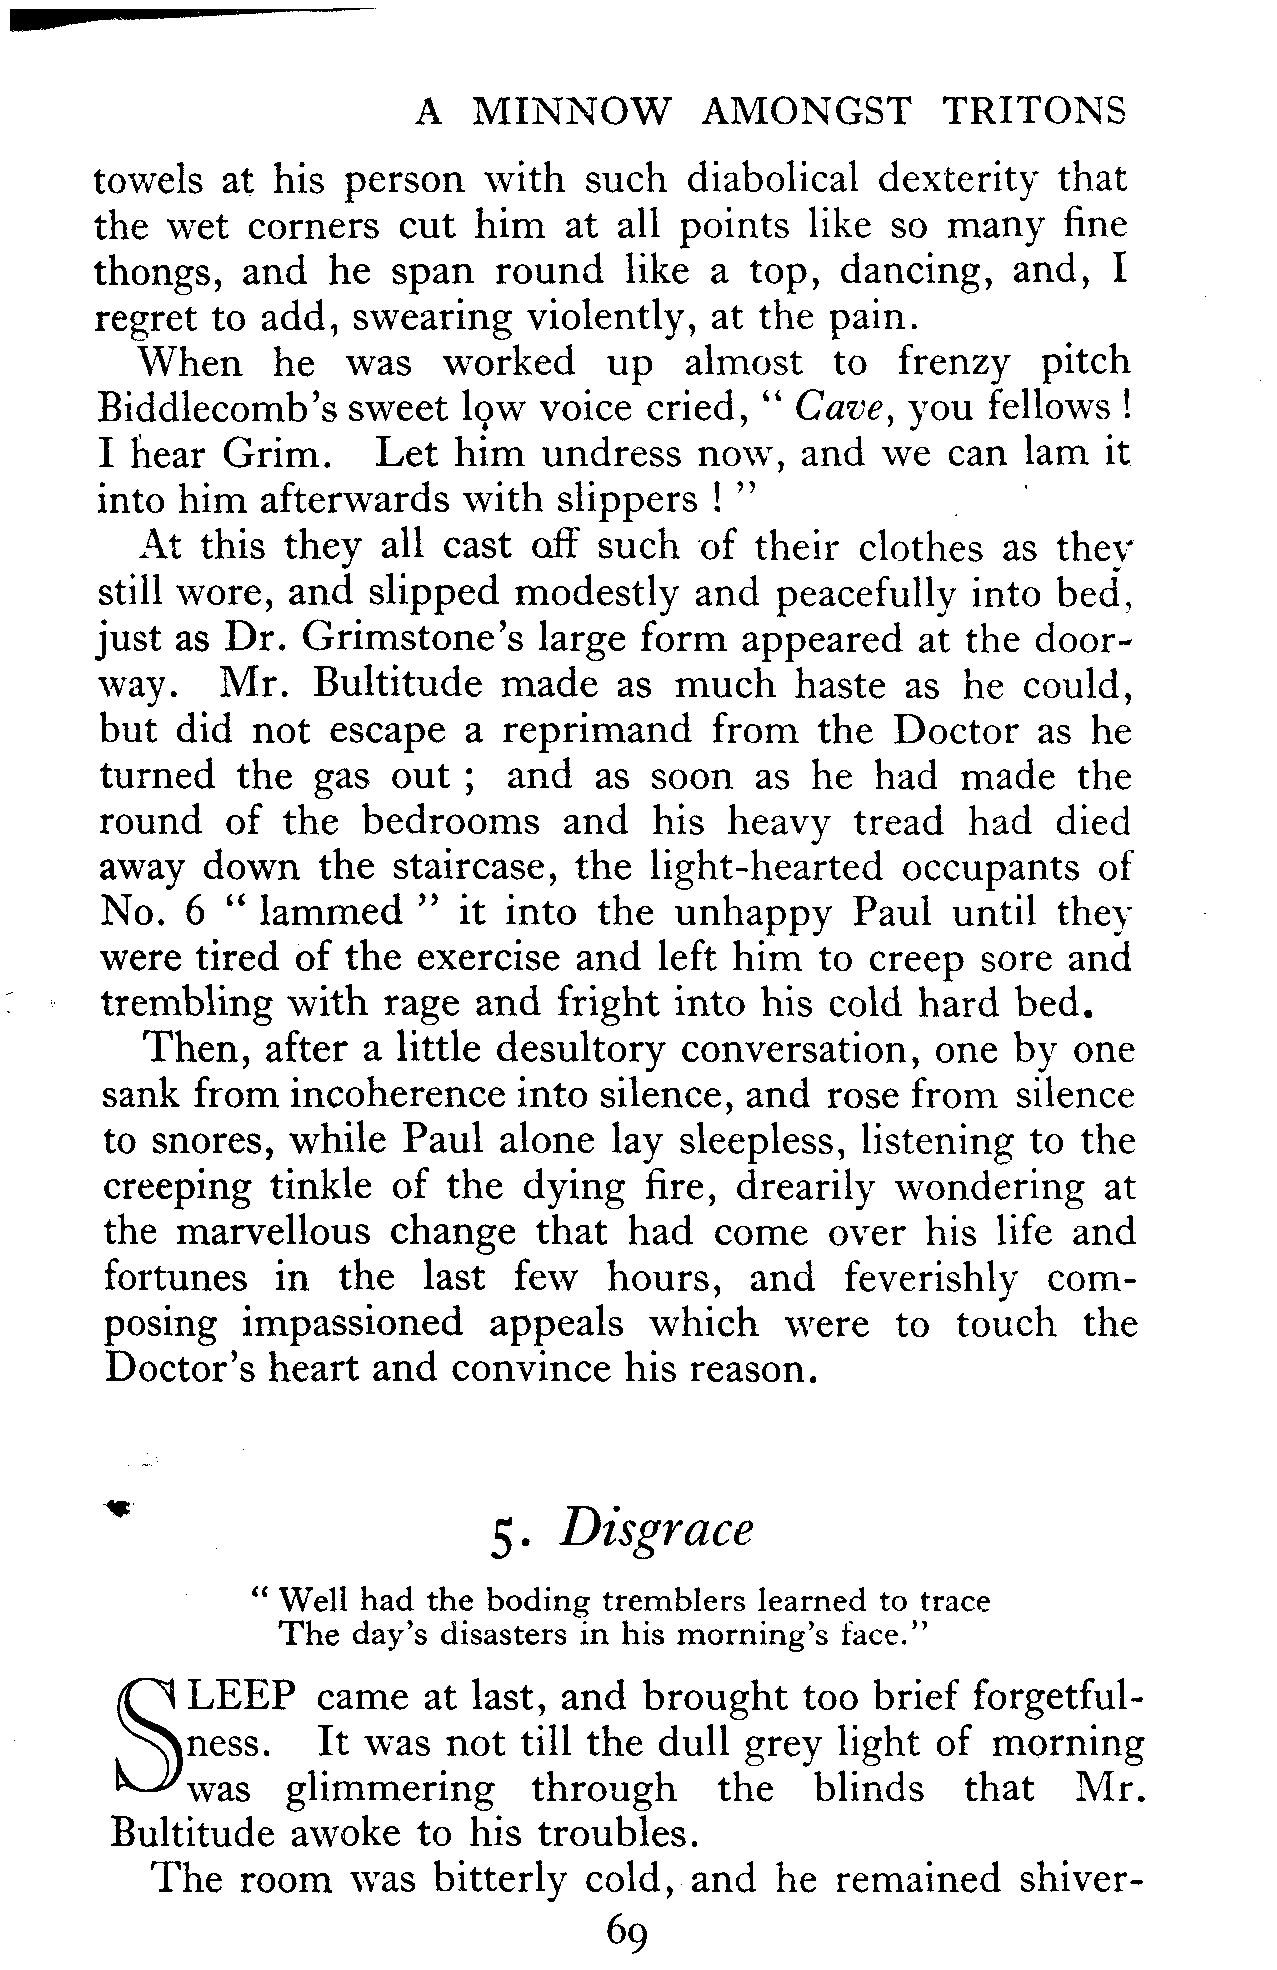 A MINNOW AMONGST TRITONS
towels at his person with such diabolical dexterity that
the wet corners cut him at all points like so many fine
thongs, and he span round like a top, dancing, and, I
regret to add, swearing violently, at the pain.
When he was worked up almost to frenzy pitch
Biddlecomb's sweet low voice cried, " Cave, you fellows !
I hear Grim. Let him undress now, and we can lam it
into him afterwards with slippers ! "
At this they all cast off such of their clothes as they
still wore, and slipped modestly and peacefully into bed,
just as Dr. Grimstone's large form appeared at the door-
way. Mr. Bultitude made as much haste as he could,
but did not escape a reprimand from the Doctor as he
turned the gas out ; and as soon as he had made the
round of the bedrooms and his heavy tread had died
away down the staircase, the light-hearted occupants of
No. 6 " lammed " it into the unhappy Paul until they
were tired of the exercise and left him to creep sore and
trembling with rage and fright into his cold hard bed.
Then, after a little desultory conversation, one by one
sank from incoherence into silence, and rose from silence
to snores, while Paul alone lay sleepless, listening to the
creeping tinkle of the dying fire, drearily wondering at
the marvellous change that had come over his life and
fortunes in the last few hours, and feverishly com-
posing impassioned appeals which were to touch the
Doctor's heart and convince his reason.
5. Disgrace
" Well had the boding tremblers learned to trace
The day's disasters in his morning's face."
SLEEP came at last, and brought too brief forgetful-
ness. It was not till the dull grey light of morning
was glimmering through the blinds that Mr.
Bultitude awoke to his troubles.
The room was bitterly cold, and he remained shiver-
69